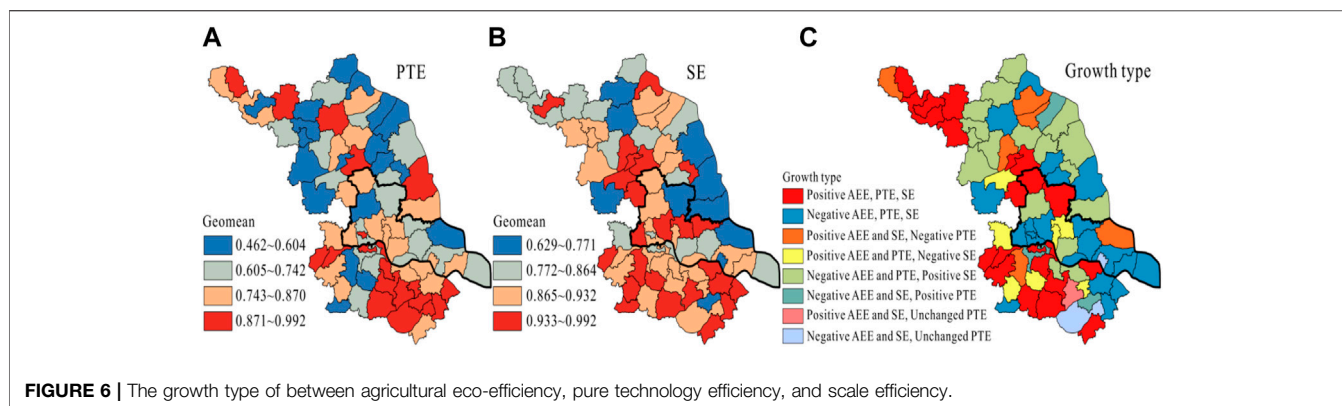 A
PTE
Geomean
0.462~0.604
0.605~0.742
0.743~0.870
0.871~0.992
B
SE
Geomean
0.629~0.771
0.772~0.864
0.865~0.932
0.933~0.992
C
Growth type
Growth type
Positive AEE, PTE, SE
Negative AEE, PTE, SE
Positive AEE and SE, Negative PTE
Positive AEE and PTE, Negative SE
Negative AEE and PTE, Positive SE
Negative AEE and SE, Positive PTE
Positive AEE and SE, Unchanged PTE
Negative AEE and SE, Unchanged PTE
FIGURE 6 | The growth type of between agricultural eco-efficiency, pure technology efficiency, and scale efficiency.